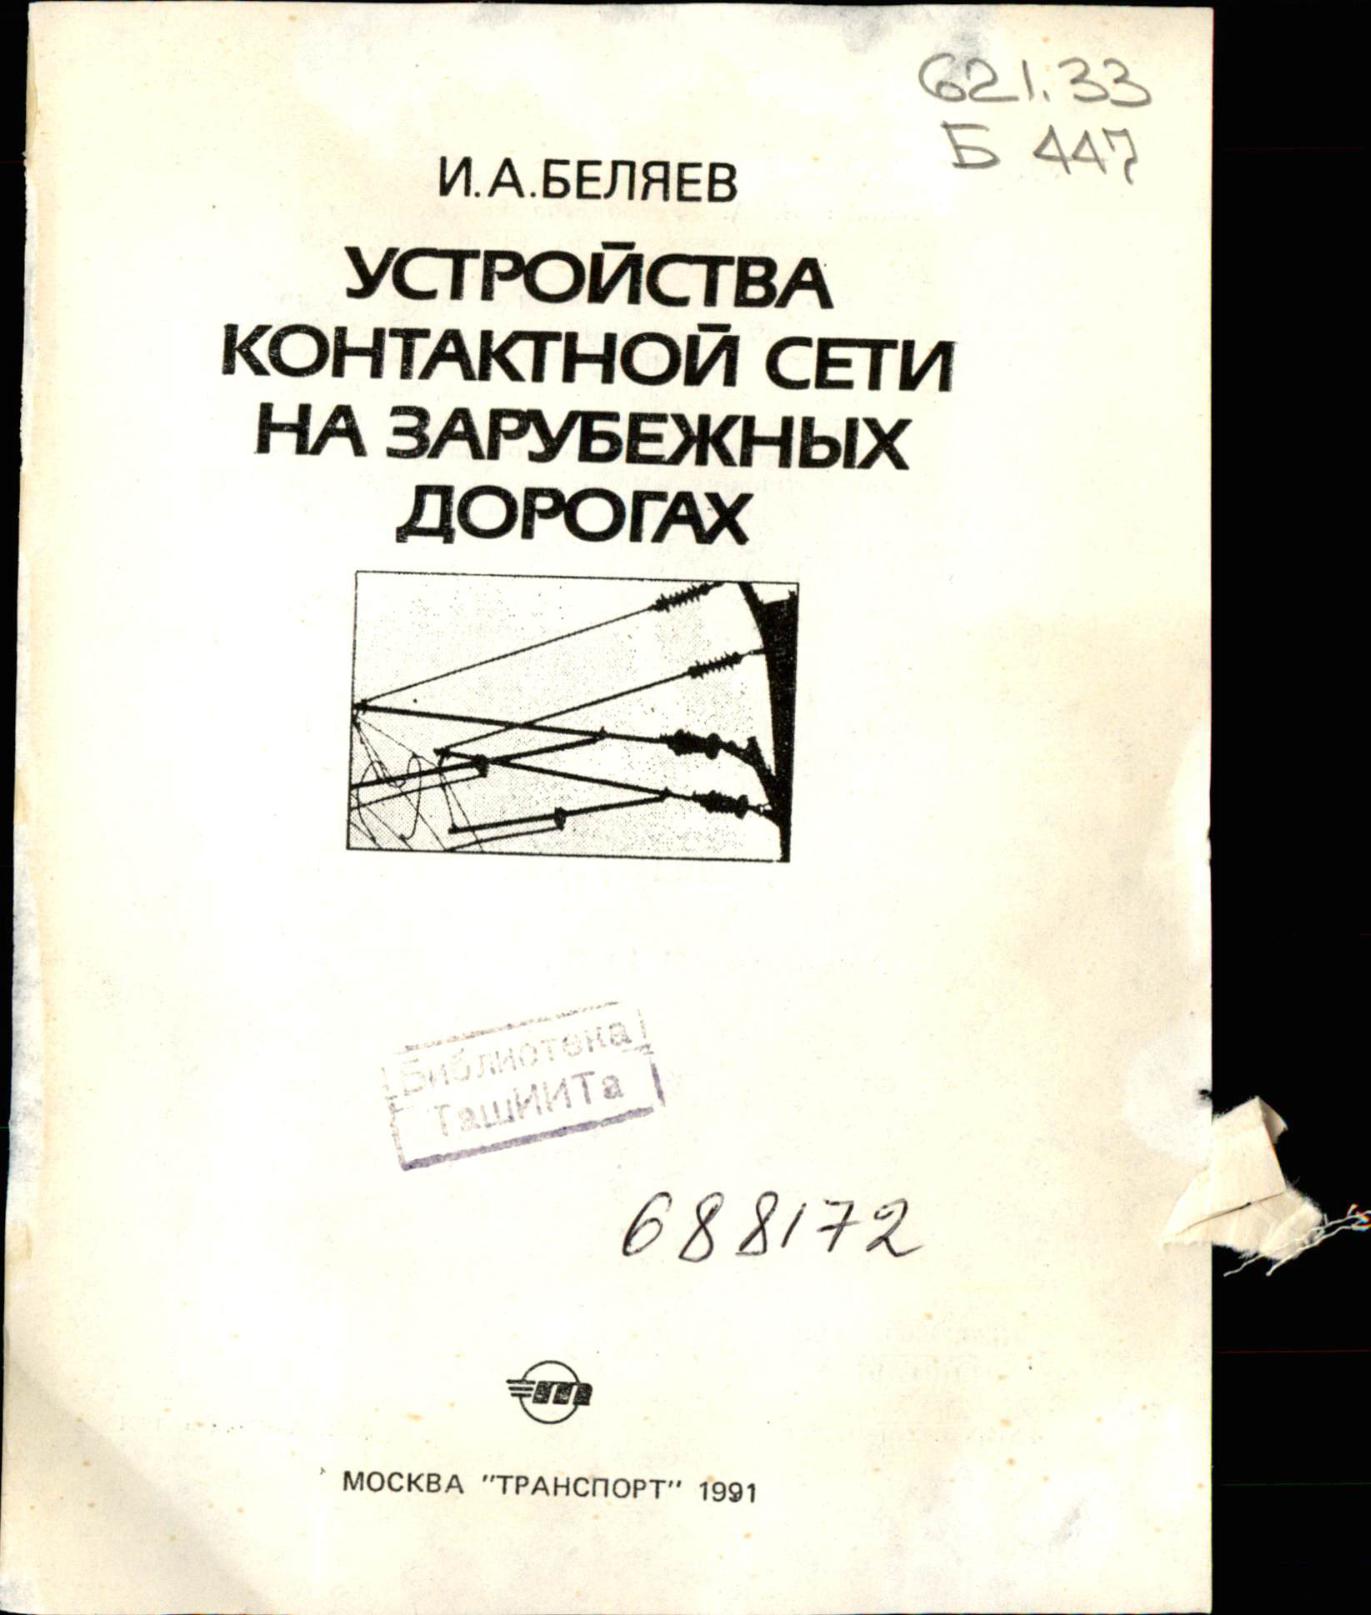 621.33
Б 447
И.А.БЕЛЯЕВ
УСТРОЙСТВА
КОНТАКТНОЙ СЕТИ
НА ЗАРУБЕЖНЫХ
ДОРОГАХ
Библиотека
ТашИИТа
688172
МОСКВА "ТРАНСПОРТ" 1991